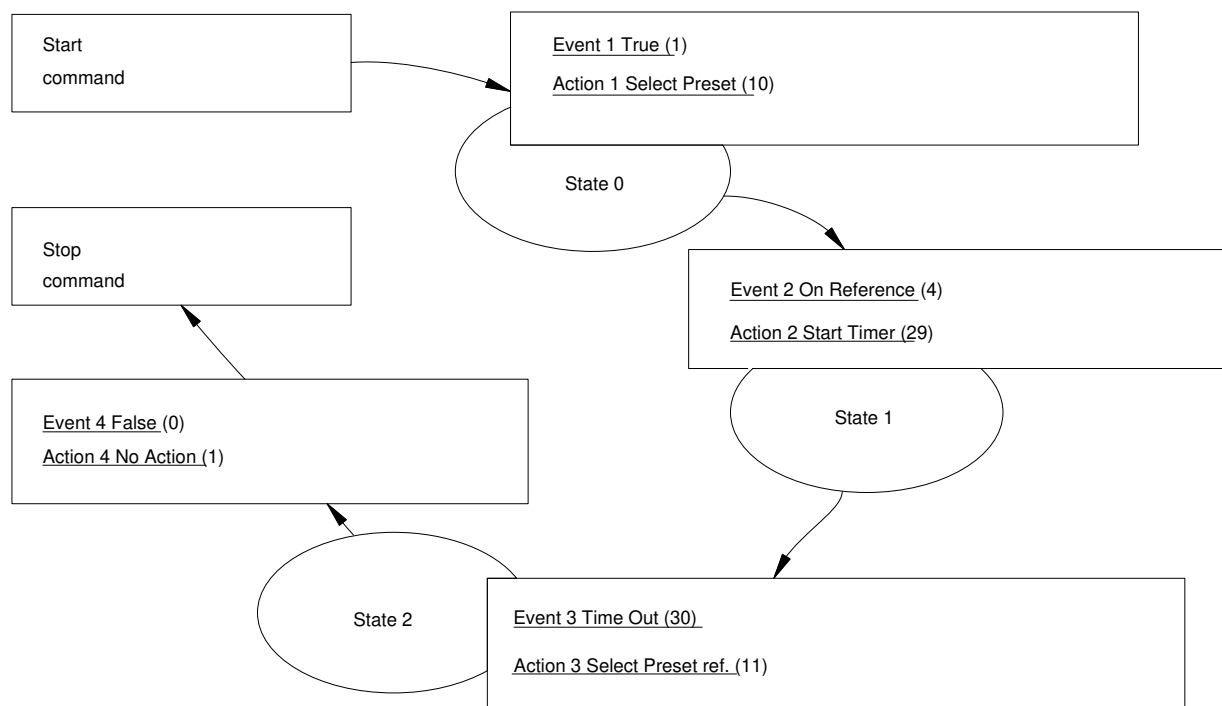 Start
command
Event 1 True (1)
Action 1 Select Preset (10)
State 0
Stop
command
Event 2 On Reference (4)
Action 2 Start Timer (29)
State 1
Event 4 False (0)
Action 4 No Action (1)
State 2
Event 3 Time Out (30)
Action 3 Select Preset ref. (11)